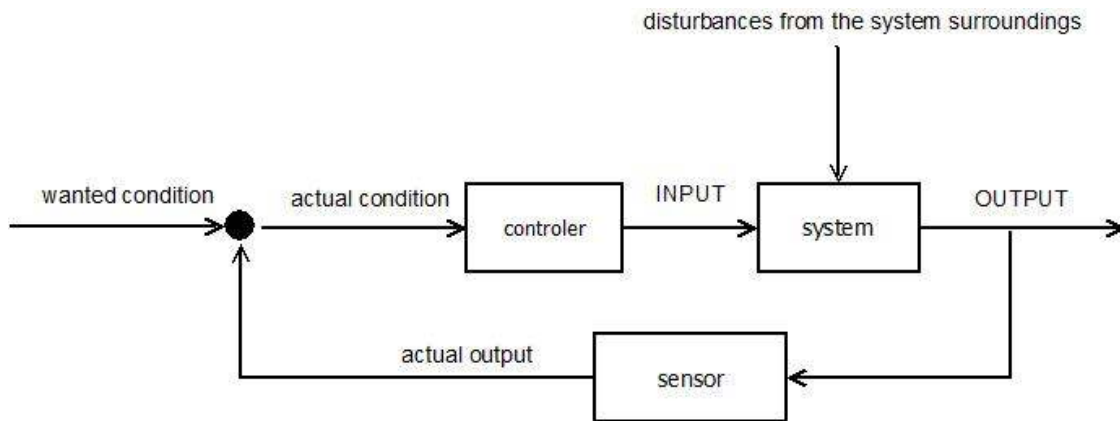 disturbances from the system surroundings
wanted condition
actual condition
controler
INPUT
system
OUTPUT
actual output
sensor